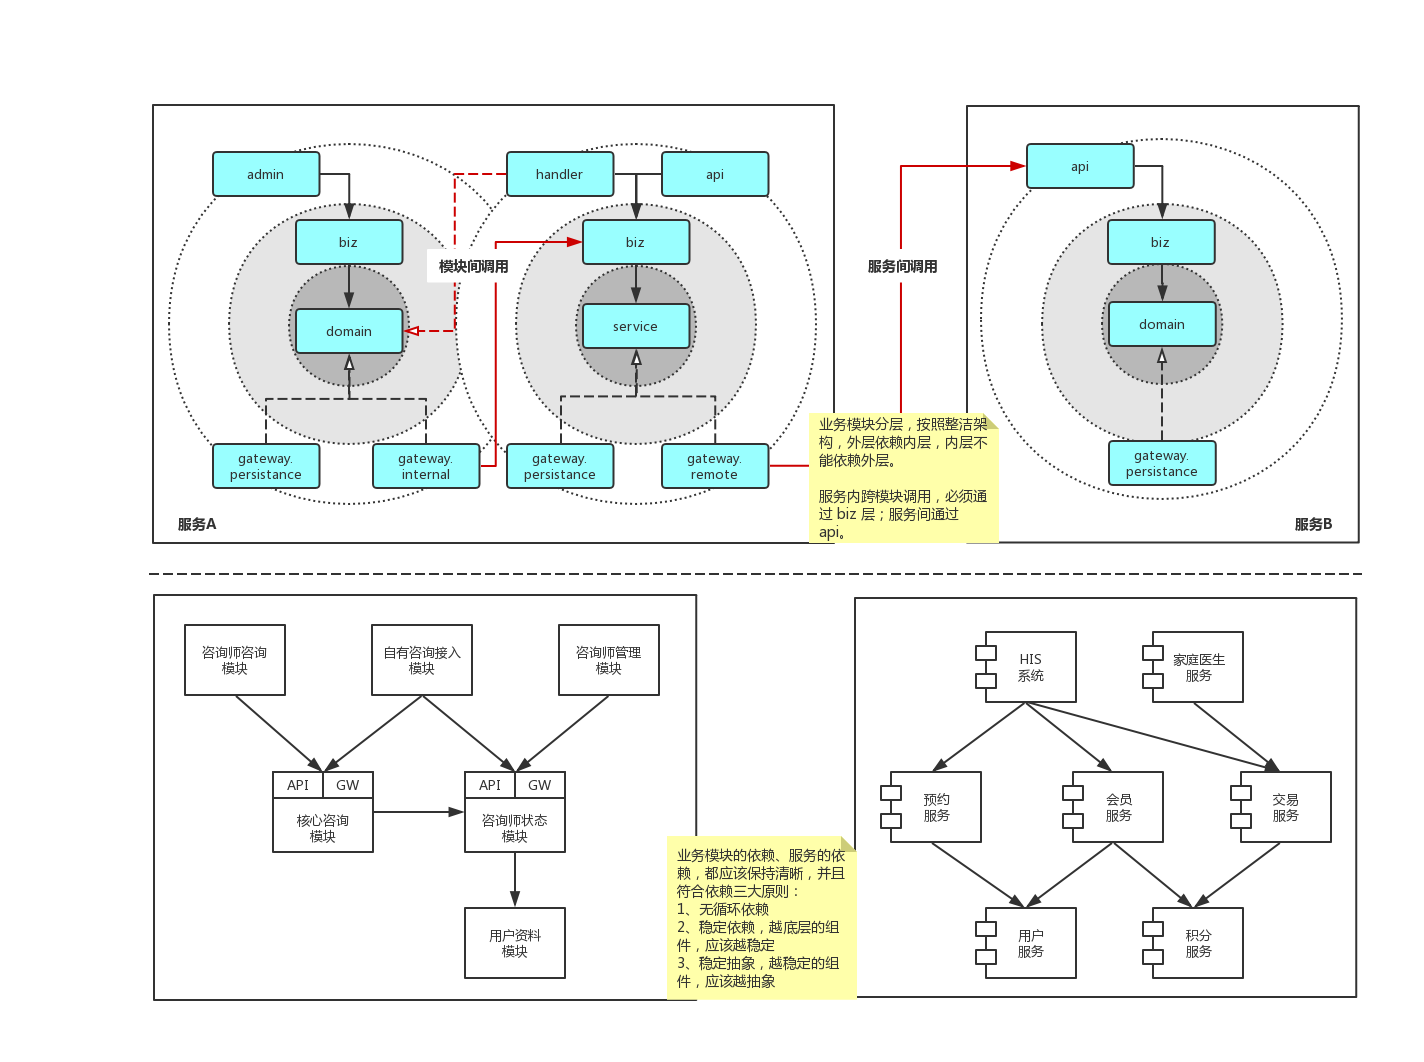 admin
handler
api
api
biz
biz
biz
模块间调用
服务间调用
domain
service
domain
gateway.
persistance
gateway.
internal
gateway.
persistance
gateway.
remote
gateway.
persistance
业务模块分层，按照整洁架
构，外层依赖内层，内层不
能依赖外层。
服务内跨模块调用，必须通
过 biz 层；服务间通过
api。
服务A
服务B
咨询师咨询
模块
自有咨询接入
模块
咨询师管理
模块
API
GW
核心咨询
模块
API
GW
咨询师状态
模块
用户资料
模块
业务模块的依赖、服务的依
赖，都应该保持清晰，并且
符合依赖三大原则：
1、无循环依赖
2、稳定依赖，越底层的组
件，应该越稳定
3、稳定抽象，越稳定的组
件，应该越抽象
HIS
系统
家庭医生
服务
预约
服务
会员
服务
交易
服务
用户
服务
积分
服务